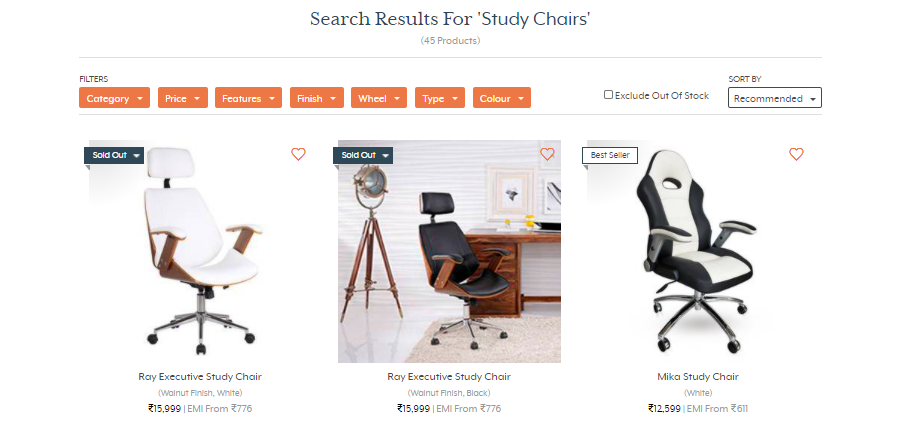 Search Results For 'Study Chairs'
(45 Products)
FILTERS
SORT BY
Category
Price
Features
Finish
Wheel
Type
Colour
Exclude Out Of Stock
Recommended
Sold Out
Sold Out
Best Seller
Ray Executive Study Chair
(Walnut Finish, White)
₹15,999 | EMI From ₹776
Ray Executive Study Chair
(Walnut Finish, Black)
₹15,999 | EMI From ₹776
Mika Study Chair
(White)
₹12,599 | EMI From ₹611